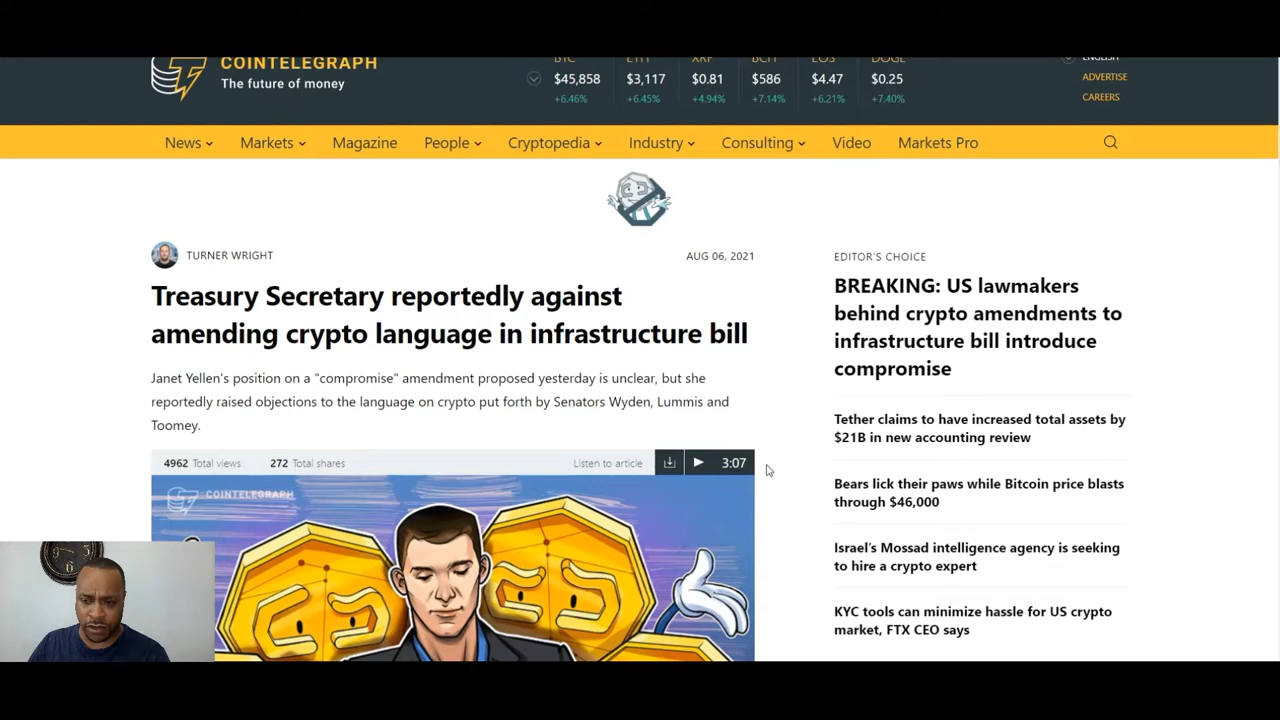 COINTELEGRAPH
The future of money
BTC ETH XRP BCH EOS DOGE
$45,858 $3,117 $0.81 $586 $4.47 $0.25
+6.46% +6.45% +4.94% +7.14% +6.21% +7.40%
ENGLISH
ADVERTISE
CAREERS
News Markets Magazine People Cryptopedia Industry Consulting Video Markets Pro
TURNER WRIGHT
AUG 06, 2021
Treasury Secretary reportedly against
amending crypto language in infrastructure bill
Janet Yellen's position on a "compromise" amendment proposed yesterday is unclear, but she
reportedly raised objections to the language on crypto put forth by Senators Wyden, Lummis and
Toomey.
4962 Total views 272 Total shares Listen to article 3:07
COINTELEGRAPH
EDITOR'S CHOICE
BREAKING: US lawmakers
behind crypto amendments to
infrastructure bill introduce
compromise
Tether claims to have increased total assets by
$21B in new accounting review
Bears lick their paws while Bitcoin price blasts
through $46,000
Israel's Mossad intelligence agency is seeking
to hire a crypto expert
KYC tools can minimize hassle for US crypto
market, FTX CEO says